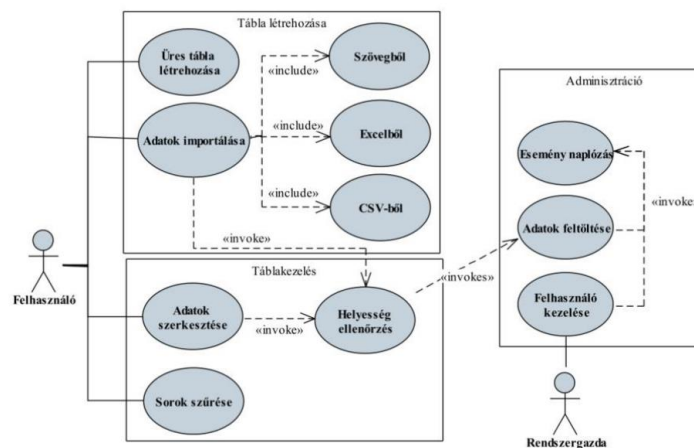 Tábla létrehozása
Üres tábla
létrehozása
Szövegből
«include»
Adatok importálása
«include»
Excelből
«include»
CSV-ből
«invoke»
Felhasználó
Táblakezelés
Adatok
szerkesztése
«invoke»
Helyesség
ellenőrzés
Sorok szűrése
«invokes»
Adminisztráció
Esemény naplózás
«invoke»
Adatok feltöltése
Felhasználó
kezelése
Rendszergazda